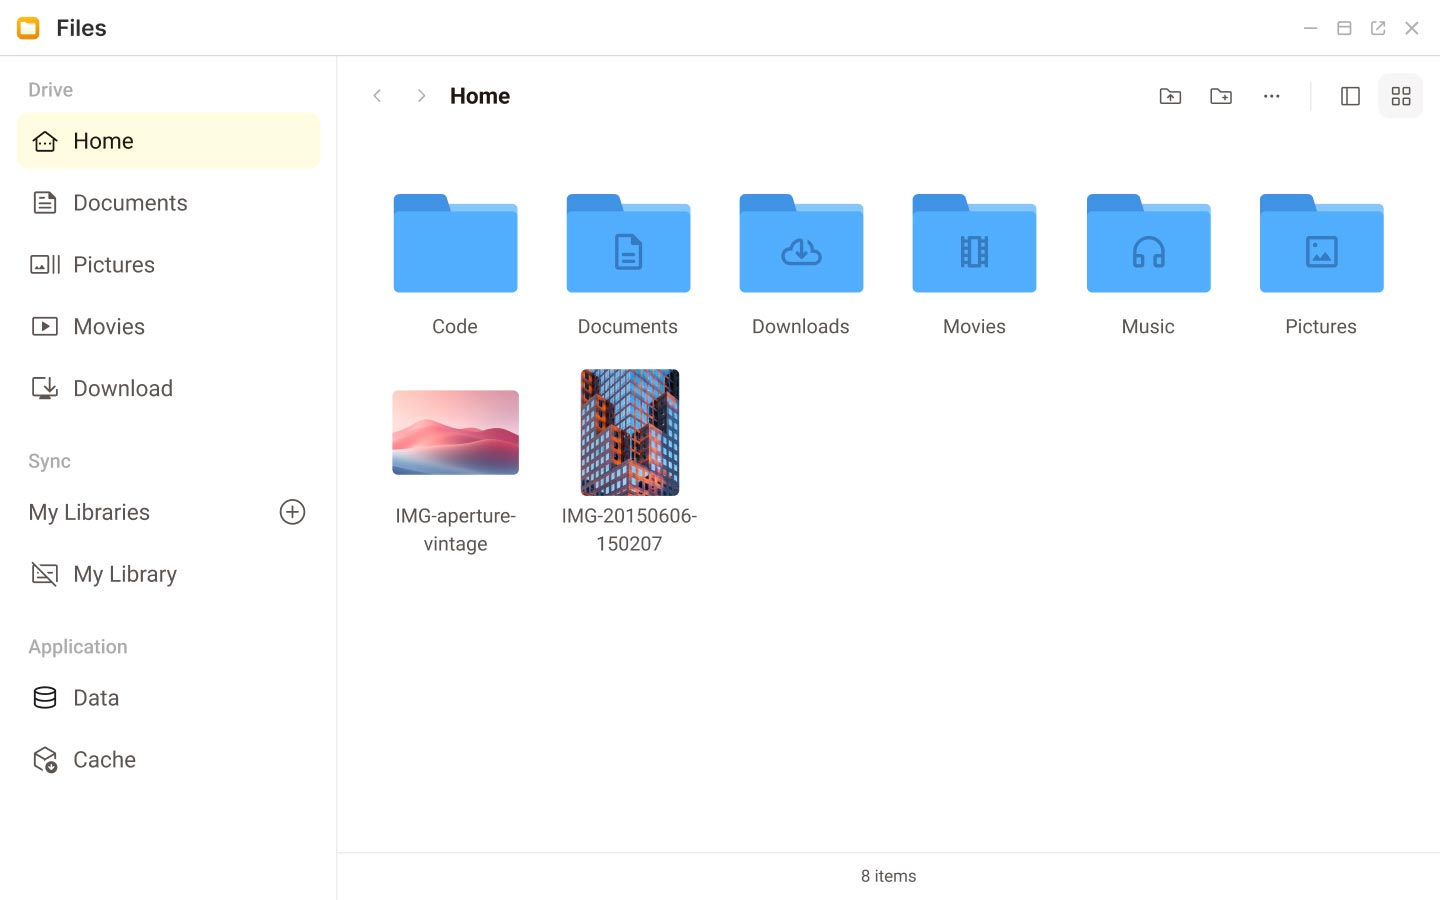 Files
Drive
Home
Documents
Pictures
Movies
Download
Sync
My Libraries
My Library
Application
Data
Cache
Home
Code
Documents
Downloads
Movies
Music
Pictures
IMG-aperture-
vintage
IMG-20150606-
150207
8 items